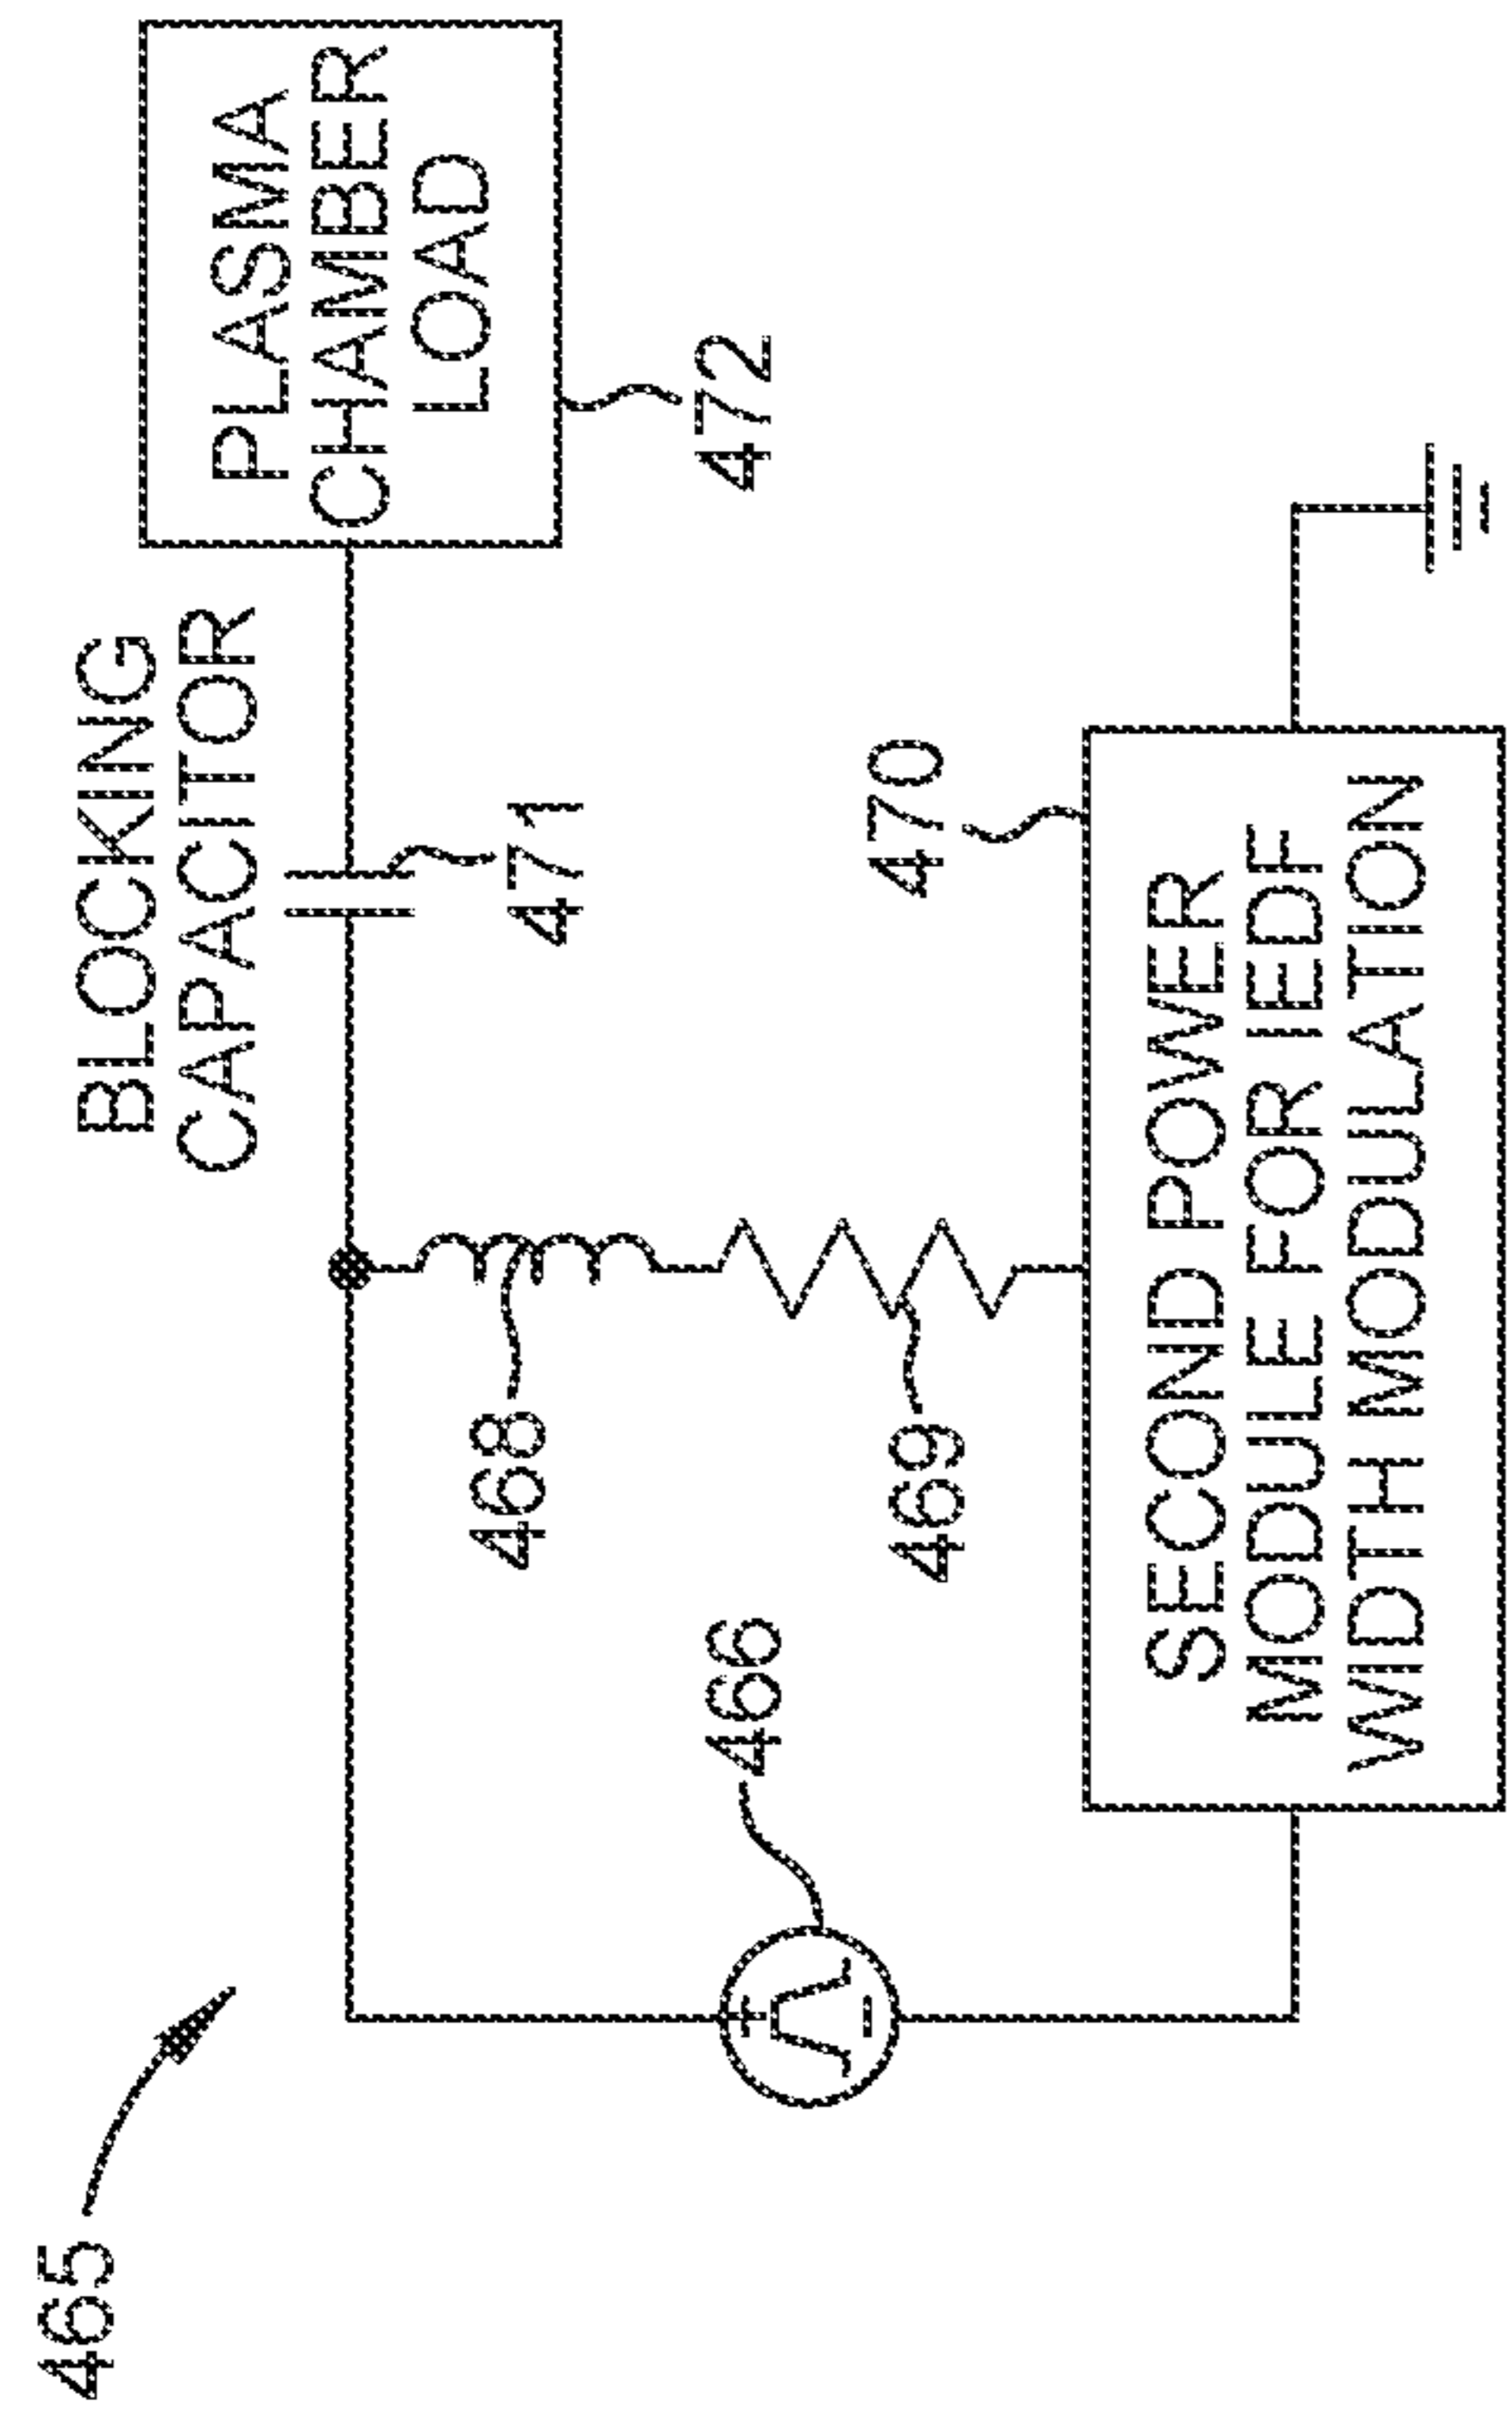 465
BLOCKING
CAPACITOR
PLASMA
CHAMBER
LOAD
471
472
468
469
466
+
-
470
SECOND POWER
MODULE FOR IEDF
WIDTH MODULATION